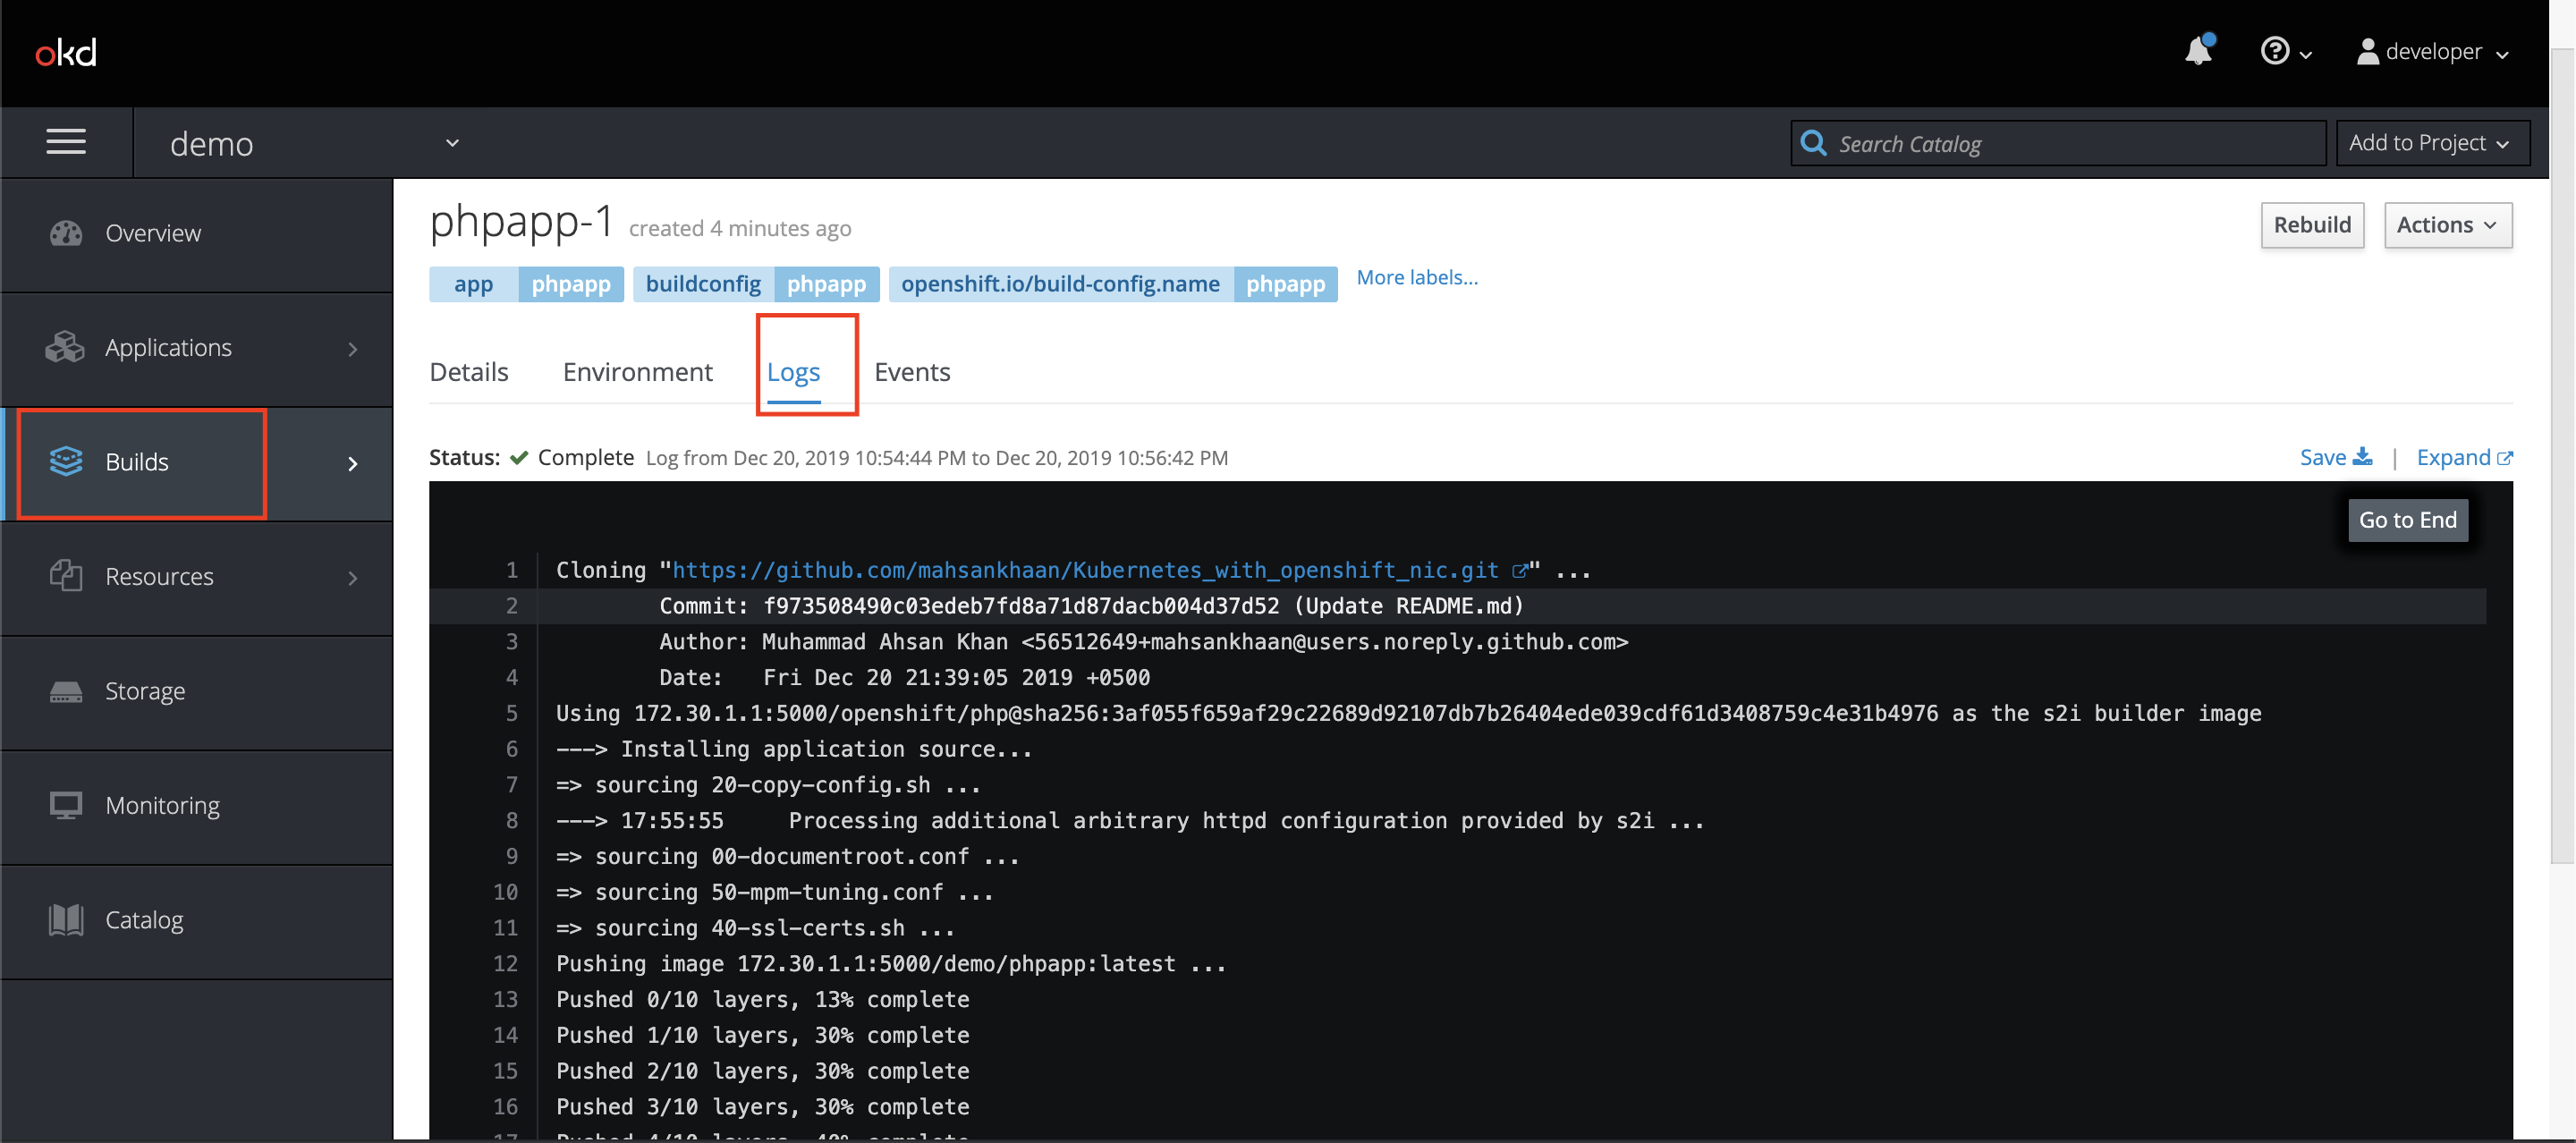 okd
developer
demo
Search Catalog
Add to Project
Overview
Applications
Builds
Resources
Storage
Monitoring
Catalog
phpapp-1 created 4 minutes ago
Rebuild
Actions
app phpapp buildconfig phpapp openshift.io/build-config.name phpapp More labels...
Details Environment Logs Events
Status: Complete Log from Dec 20, 2019 10:54:44 PM to Dec 20, 2019 10:56:42 PM
Save | Expand
Go to End
1 Cloning "https://github.com/mahsankhaan/Kubernetes_with_openshift_nic.git" ...
2 Commit: f973508490c03edeb7fd8a71d87dacb004d37d52 (Update README.md)
3 Author: Muhammad Ahsan Khan <56512649+mahsankhaan@users.noreply.github.com>
4 Date: Fri Dec 20 21:39:05 2019 +0500
5 Using 172.30.1.1:5000/openshift/php@sha256:3af055f659af29c22689d92107db7b26404ede039cdf61d3408759c4e31b4976 as the s2i builder image
6 ---> Installing application source...
7 => sourcing 20-copy-config.sh ...
8 ---> 17:55:55 Processing additional arbitrary httpd configuration provided by s2i ...
9 => sourcing 00-documentroot.conf ...
10 => sourcing 50-mpm-tuning.conf ...
11 => sourcing 40-ssl-certs.sh ...
12 Pushing image 172.30.1.1:5000/demo/phpapp:latest ...
13 Pushed 0/10 layers, 13% complete
14 Pushed 1/10 layers, 30% complete
15 Pushed 2/10 layers, 30% complete
16 Pushed 3/10 layers, 30% complete
17 Pushed 4/10 layers, 40% complete